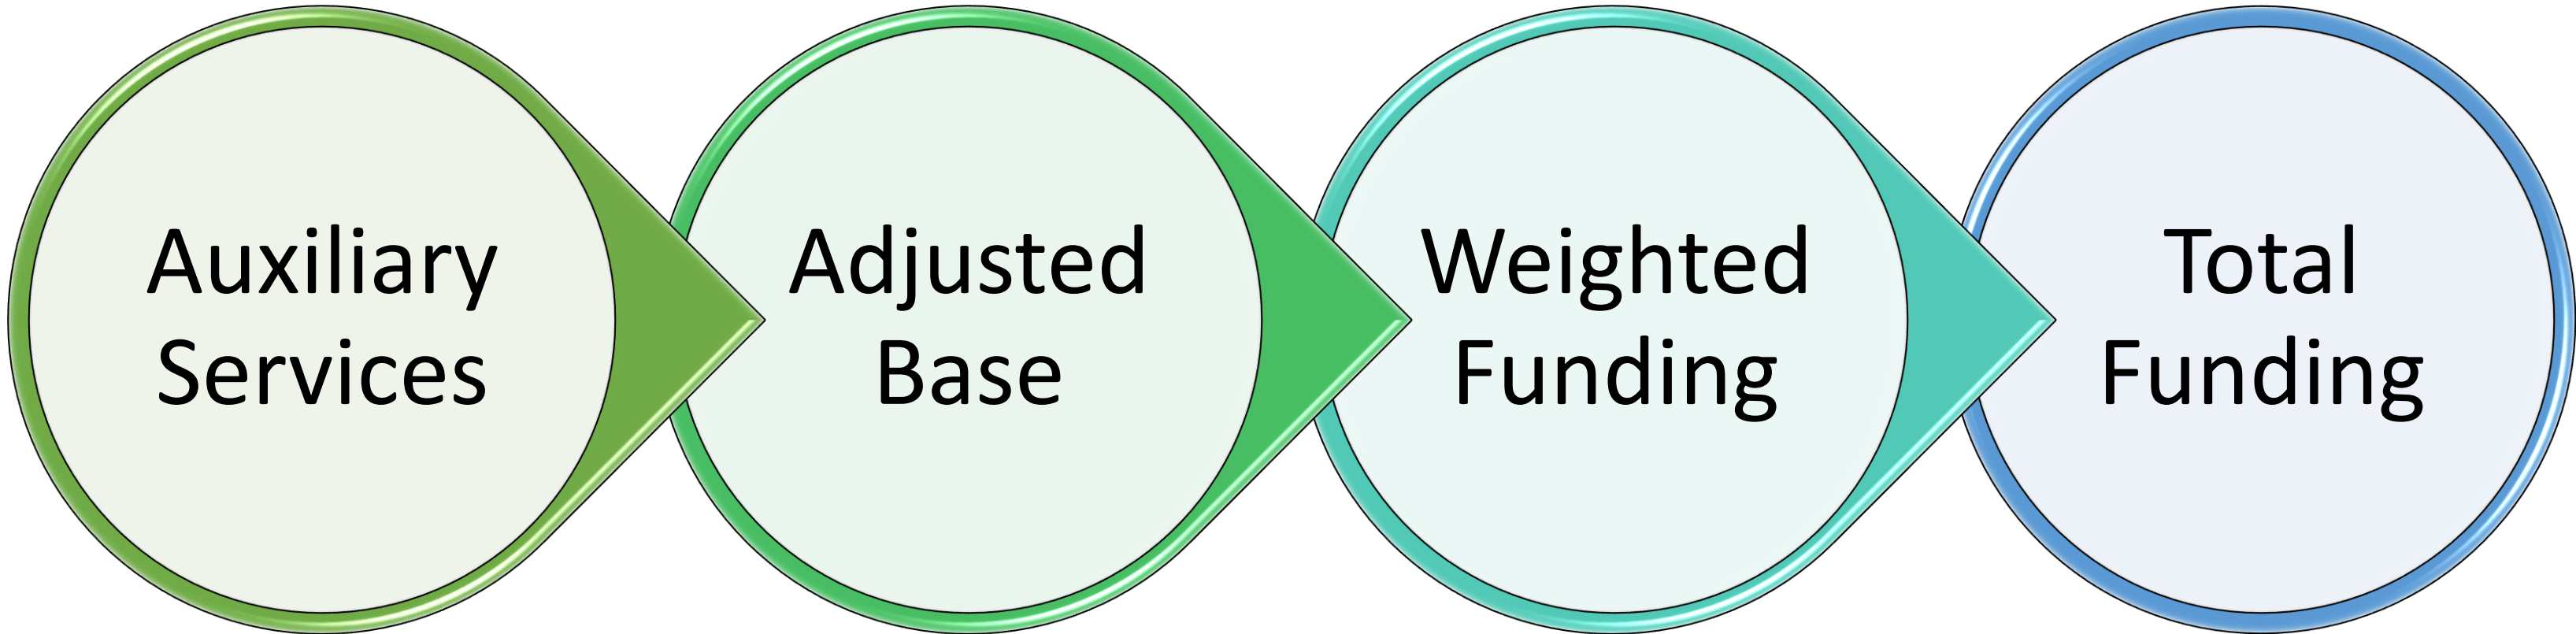 Auxiliary
Services
Adjusted
Base
Weighted
Funding
Total
Funding